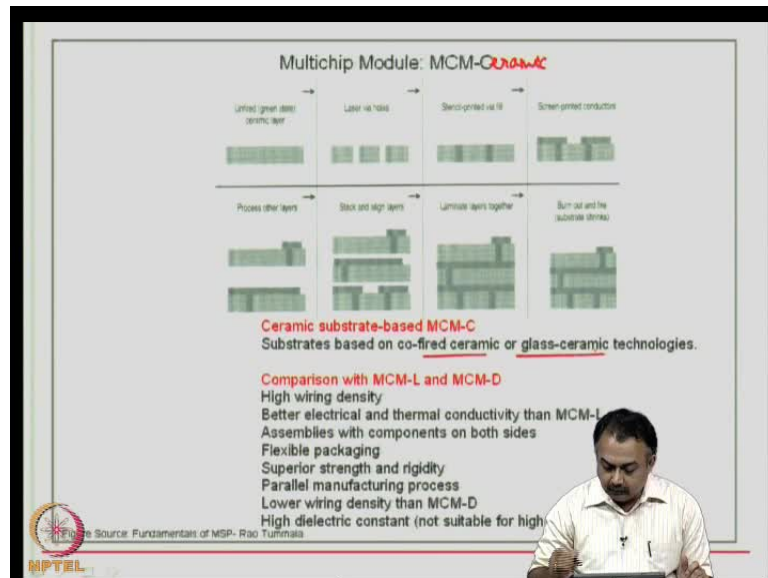 Multichip Module: MCM-Ceramic
Unfired (green state) ceramic layer
Laser via holes
Stencil-printed via fill
Screen-printed conductors
Process other layers
Stack and align layers
Laminate layers together
Burn out and fire (substrate shrinks)
Ceramic substrate-based MCM-C
Substrates based on co-fired ceramic or glass-ceramic technologies.
Comparison with MCM-L and MCM-D
High wiring density
Better electrical and thermal conductivity than MCM-L
Assemblies with components on both sides
Flexible packaging
Superior strength and rigidity
Parallel manufacturing process
Lower wiring density than MCM-D
High dielectric constant (not suitable for high
Source: Fundamentals of MSP- Rao Tummala
NPTEL